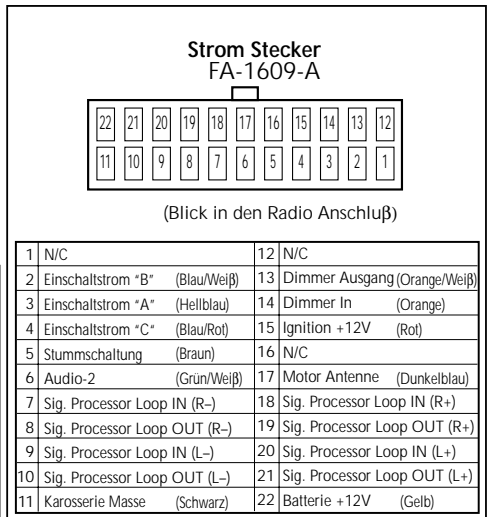 Strom Stecker
FA-1609-A
22 21 20 19 18 17 16 15 14 13 12
11 10 9 8 7 6 5 4 3 2 1
(Blick in den Radio Anschluβ)
1 N/C 12 N/C
2 Einschaltstrom "B" (Blau/Weiβ) 13 Dimmer Ausgang (Orange/Weiβ)
3 Einschaltstrom "A" (Hellblau) 14 Dimmer In (Orange)
4 Einschaltstrom "C" (Blau/Rot) 15 Ignition +12V (Rot)
5 Stummschaltung (Braun) 16 N/C
6 Audio-2 (Grün/Weiβ) 17 Motor Antenne (Dunkelblau)
7 Sig. Processor Loop IN (R–) 18 Sig. Processor Loop IN (R+)
8 Sig. Processor Loop OUT (R–) 19 Sig. Processor Loop OUT (R+)
9 Sig. Processor Loop IN (L–) 20 Sig. Processor Loop IN (L+)
10 Sig. Processor Loop OUT (L–) 21 Sig. Processor Loop OUT (L+)
11 Karosserie Masse (Schwarz) 22 Batterie +12V (Gelb)